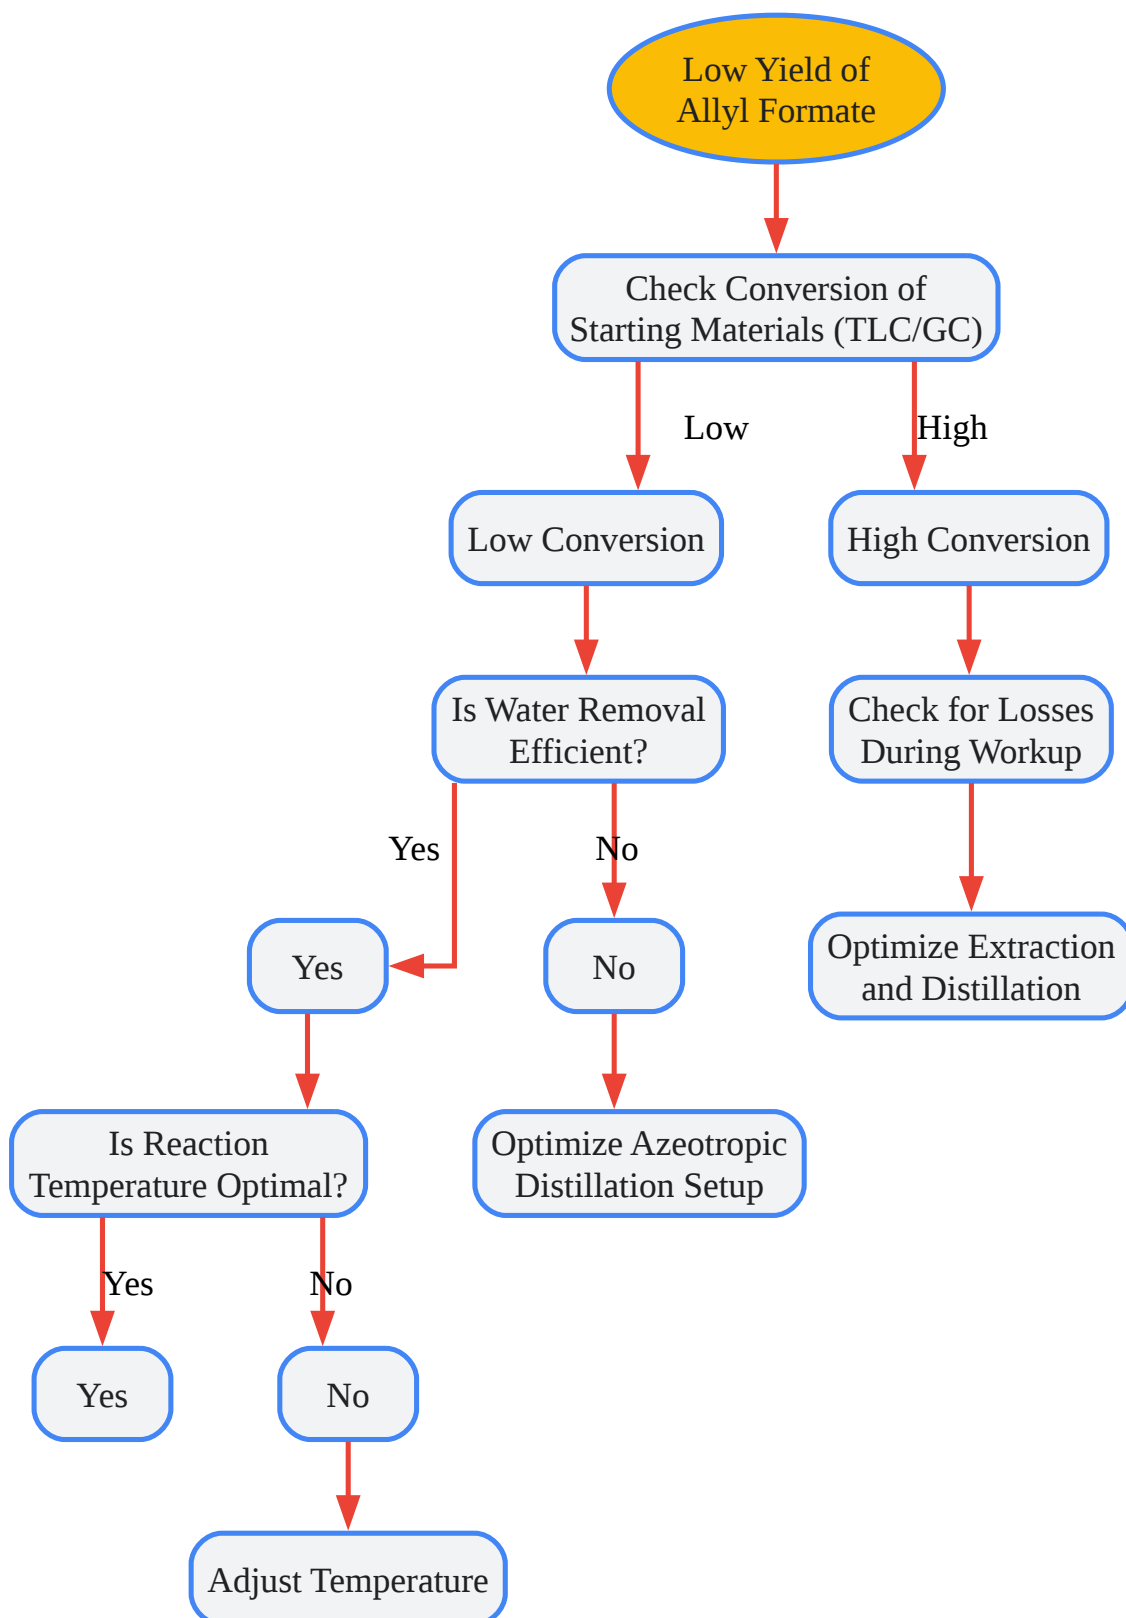 Low Yield of
Allyl Formate
Check Conversion of
Starting Materials (TLC/GC)
Low
High
Low Conversion
High Conversion
Is Water Removal
Efficient?
Check for Losses
During Workup
Yes
No
Yes
No
Optimize Extraction
and Distillation
Is Reaction
Temperature Optimal?
Optimize Azeotropic
Distillation Setup
Yes
No
Yes
No
Adjust Temperature